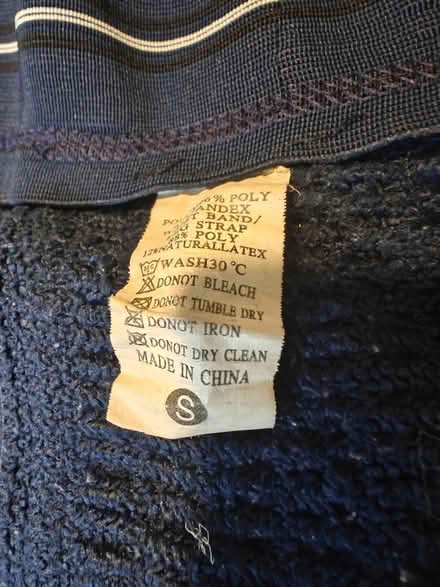 % POLY
ANDEX
BAND/
STRAP
% POLY
12%NATURALLATEX
WASH30°C
DONOT BLEACH
DONOT TUMBLE DRY
DONOT IRON
DONOT DRY CLEAN
MADE IN CHINA
S